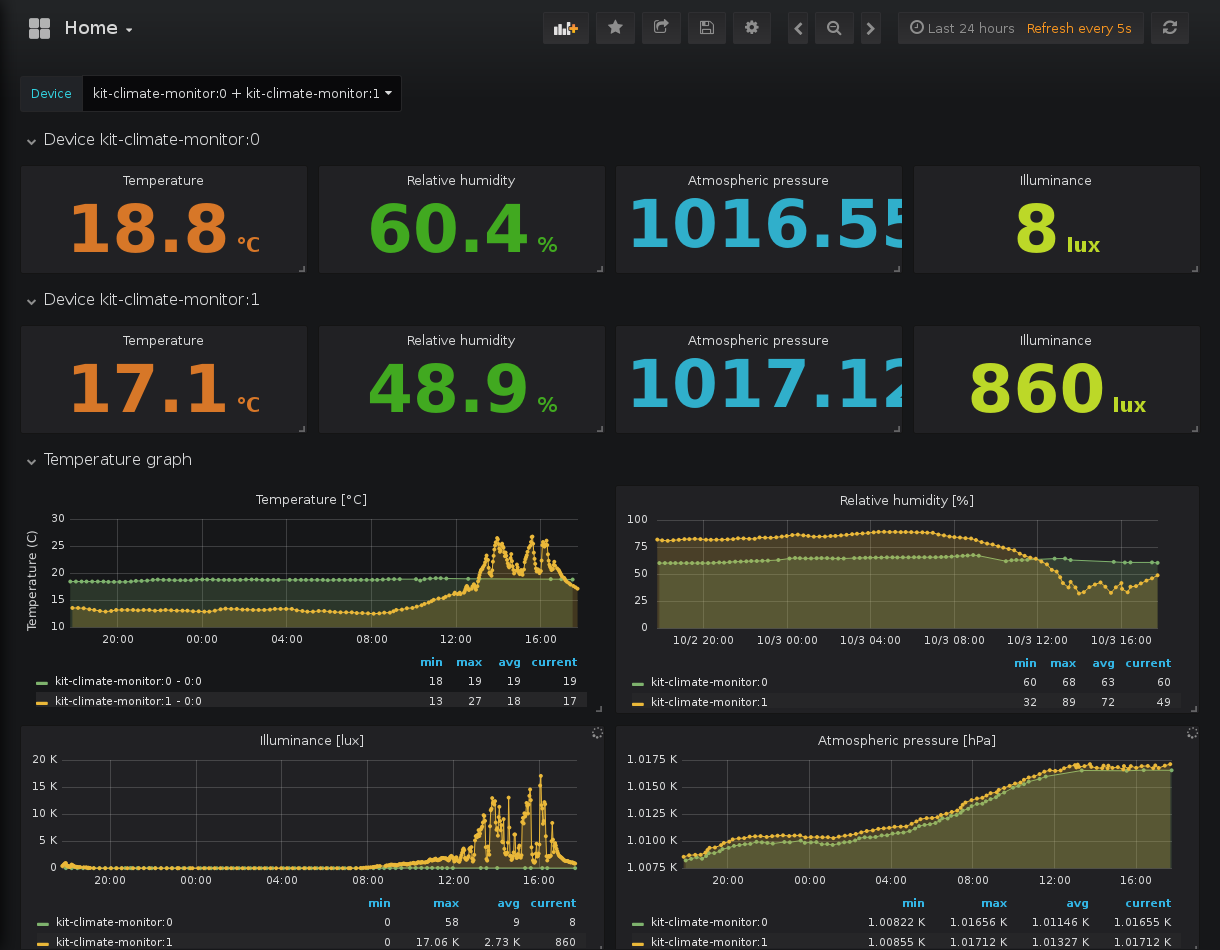 Home
Last 24 hours Refresh every 5s
Device kit-climate-monitor:0 + kit-climate-monitor:1
Device kit-climate-monitor:0
Temperature Relative humidity Atmospheric pressure Illuminance
18.8 °C 60.4 % 1016.55 8 lux
Device kit-climate-monitor:1
Temperature Relative humidity Atmospheric pressure Illuminance
17.1 °C 48.9 % 1017.12 860 lux
Temperature graph
Temperature [°C]
Temperature (C)
30
25
20
15
10
20:00 00:00 04:00 08:00 12:00 16:00
min max avg current
kit-climate-monitor:0 - 0:0 18 19 19 19
kit-climate-monitor:1 - 0:0 13 27 18 17
Relative humidity [%]
100
75
50
25
0
10/2 20:00 10/3 00:00 10/3 04:00 10/3 08:00 10/3 12:00 10/3 16:00
min max avg current
kit-climate-monitor:0 60 68 63 60
kit-climate-monitor:1 32 89 72 49
Illuminance [lux]
20 K
15 K
10 K
5 K
0
20:00 00:00 04:00 08:00 12:00 16:00
min max avg current
kit-climate-monitor:0 0 58 9 8
kit-climate-monitor:1 0 17.06 K 2.73 K 860
Atmospheric pressure [hPa]
1.0175 K
1.0150 K
1.0125 K
1.0100 K
1.0075 K
20:00 00:00 04:00 08:00 12:00 16:00
min max avg current
kit-climate-monitor:0 1.00822 K 1.01656 K 1.01146 K 1.01655 K
kit-climate-monitor:1 1.00855 K 1.01712 K 1.01327 K 1.01712 K